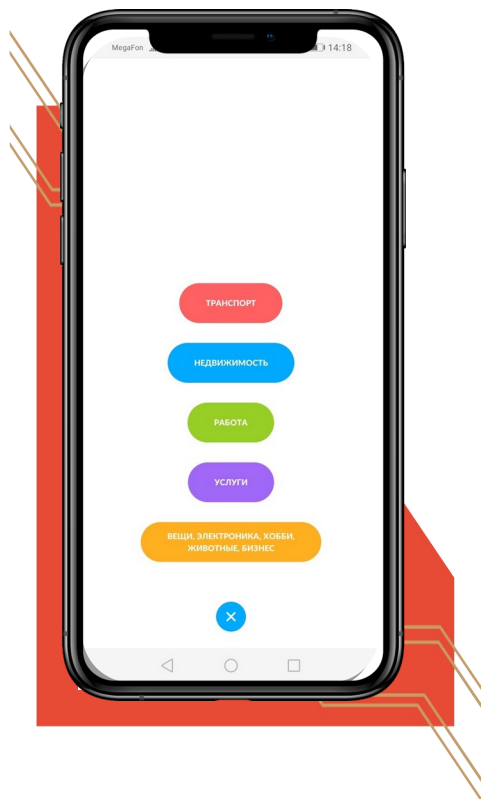 MegaFon
14:18
ТРАНСПОРТ
НЕДВИЖИМОСТЬ
РАБОТА
УСЛУГИ
ВЕЩИ, ЭЛЕКТРОНИКА, ХОББИ,
ЖИВОТНЫЕ, БИЗНЕС